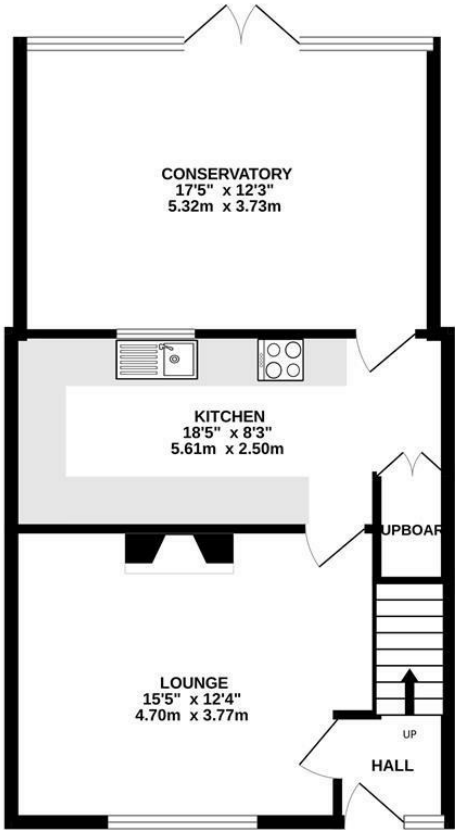 CONSERVATORY
17'5" x 12'3"
5.32m x 3.73m
KITCHEN
18'5" x 8'3"
5.61m x 2.50m
UPBOAR
LOUNGE
15'5" x 12'4"
4.70m x 3.77m
UP
HALL